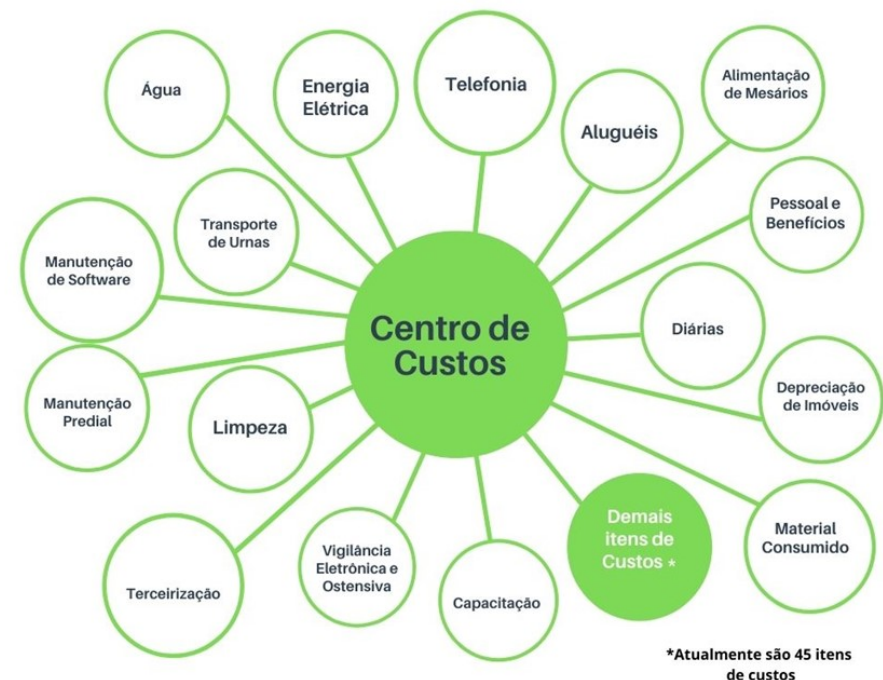 Água
Energia
Elétrica
Telefonia
Aluguéis
Alimentação
de Mesários
Transporte
de Urnas
Pessoal e
Benefícios
Manutenção
de Software
Centro de
Custos
Diárias
Manutenção
Predial
Limpeza
Depreciação
de Imóveis
Demais
itens de
Custos *
Material
Consumido
Vigilância
Eletrônica e
Ostensiva
Terceirização
Capacitação
*Atualmente são 45 itens
de custos